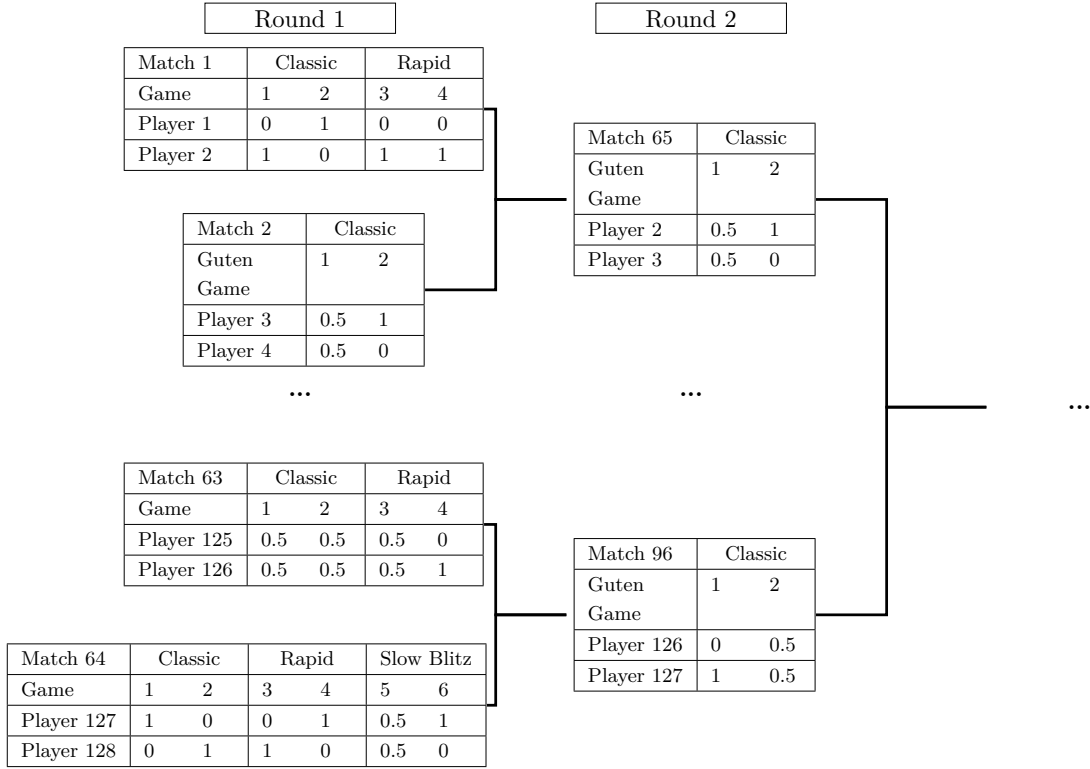 Round 1
Round 2
Match 1 Classic Rapid
Game 1 2 3 4
Player 1 0 1 0 0
Player 2 1 0 1 1
Match 65 Classic
Guten 1 2
Game
Player 2 0.5 1
Player 3 0.5 0
Match 2 Classic
Guten 1 2
Game
Player 3 0.5 1
Player 4 0.5 0
...
...
...
Match 63 Classic Rapid
Game 1 2 3 4
Player 125 0.5 0.5 0.5 0
Player 126 0.5 0.5 0.5 1
Match 96 Classic
Guten 1 2
Game
Player 126 0 0.5
Player 127 1 0.5
Match 64 Classic Rapid Slow Blitz
Game 1 2 3 4 5 6
Player 127 1 0 0 1 0.5 1
Player 128 0 1 1 0 0.5 0